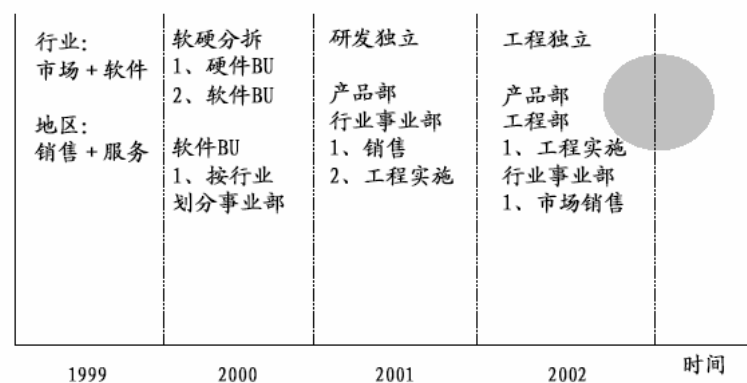 行业:
市场+软件
地区:
销售+服务
软硬分拆
1、硬件BU
2、软件BU
软件BU
1、按行业
划分事业部
研发独立
产品部
行业事业部
1、销售
2、工程实施
工程独立
产品部
工程部
1、工程实施
行业事业部
1、市场销售
1999
2000
2001
2002
时间